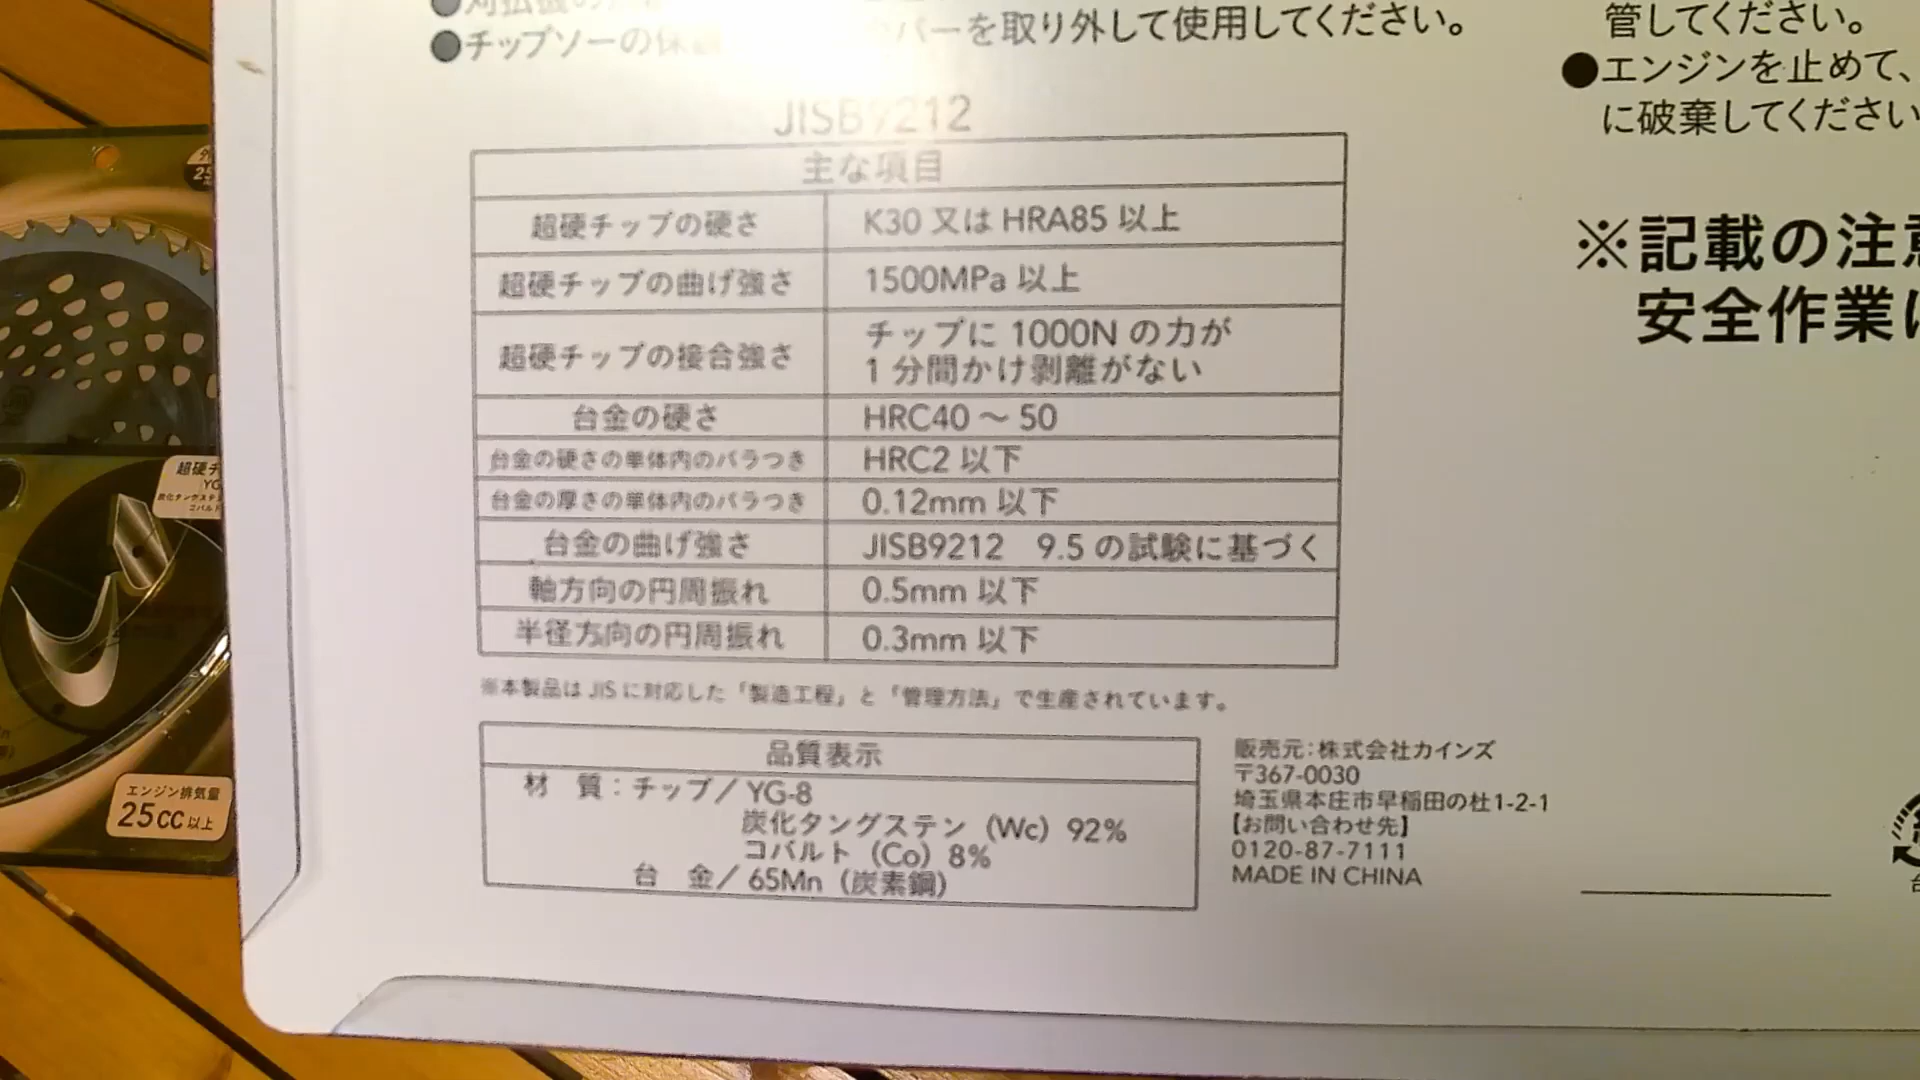 ●チップソーの保
バーを取り外して使用してください。
管してください。
●エンジンを止めて、
に破棄してください
※記載の注意
安全作業に
JISB9212
主な項目
超硬チップの硬さ K30 又は HRA85 以上
超硬チップの曲げ強さ 1500MPa 以上
超硬チップの接合強さ チップに 1000N の力が
1 分間かけ剥離がない
台金の硬さ HRC40 ～ 50
台金の硬さの単体内のバラつき HRC2 以下
台金の厚さの単体内のバラつき 0.12mm 以下
台金の曲げ強さ JISB9212 9.5 の試験に基づく
軸方向の円周振れ 0.5mm 以下
半径方向の円周振れ 0.3mm 以下
※本製品は JIS に対応した「製造工程」と「管理方法」で生産されています。
品質表示
材 質：チップ／YG-8
炭化タングステン（Wc）92%
コバルト（Co）8%
台 金／65Mn（炭素鋼）
販売元：株式会社カインズ
〒367-0030
埼玉県本庄市早稲田の杜1-2-1
【お問い合わせ先】
0120-87-7111
MADE IN CHINA
超硬チ
YG
コバルト
エンジン排気量
25cc以上